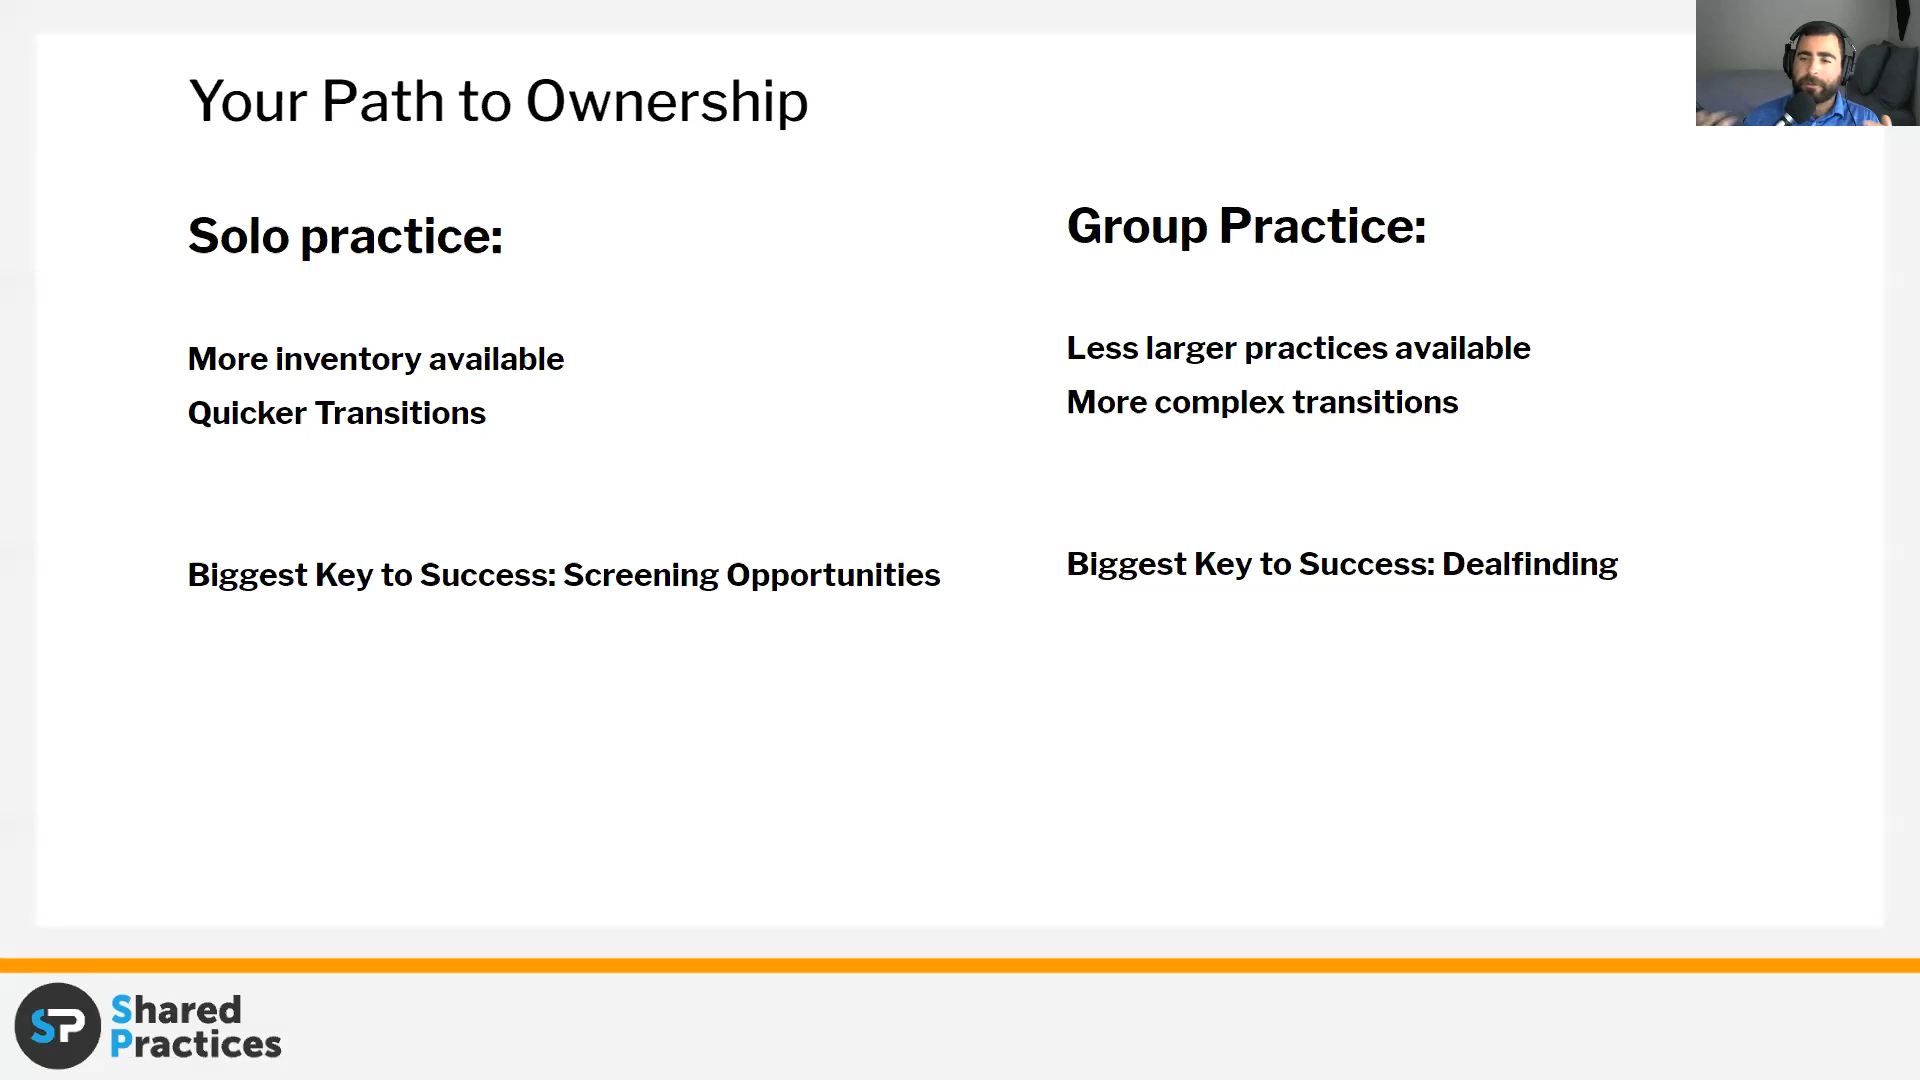 Your Path to Ownership
Solo practice:
More inventory available
Quicker Transitions
Biggest Key to Success: Screening Opportunities
Group Practice:
Less larger practices available
More complex transitions
Biggest Key to Success: Dealfinding
SP
Shared
Practices